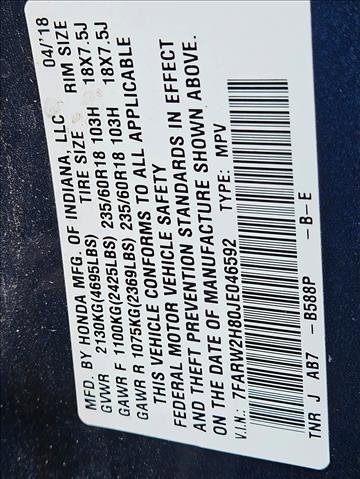 MFD. BY HONDA MFG. OF INDIANA, LLC 04/'18
TIRE SIZE RIM SIZE
GVWR 2130KG(4695LBS)
GAWR F 1100KG(2425LBS) 235/60R18 103H 18X7.5J
GAWR R 1075KG(2369LBS) 235/60R18 103H 18X7.5J
THIS VEHICLE CONFORMS TO ALL APPLICABLE
FEDERAL MOTOR VEHICLE SAFETY
AND THEFT PREVENTION STANDARDS IN EFFECT
ON THE DATE OF MANUFACTURE SHOWN ABOVE.
V.I.N.: 7FARW2H80JE046592 TYPE: MPV
TNR J AB7 -B588P -B-E